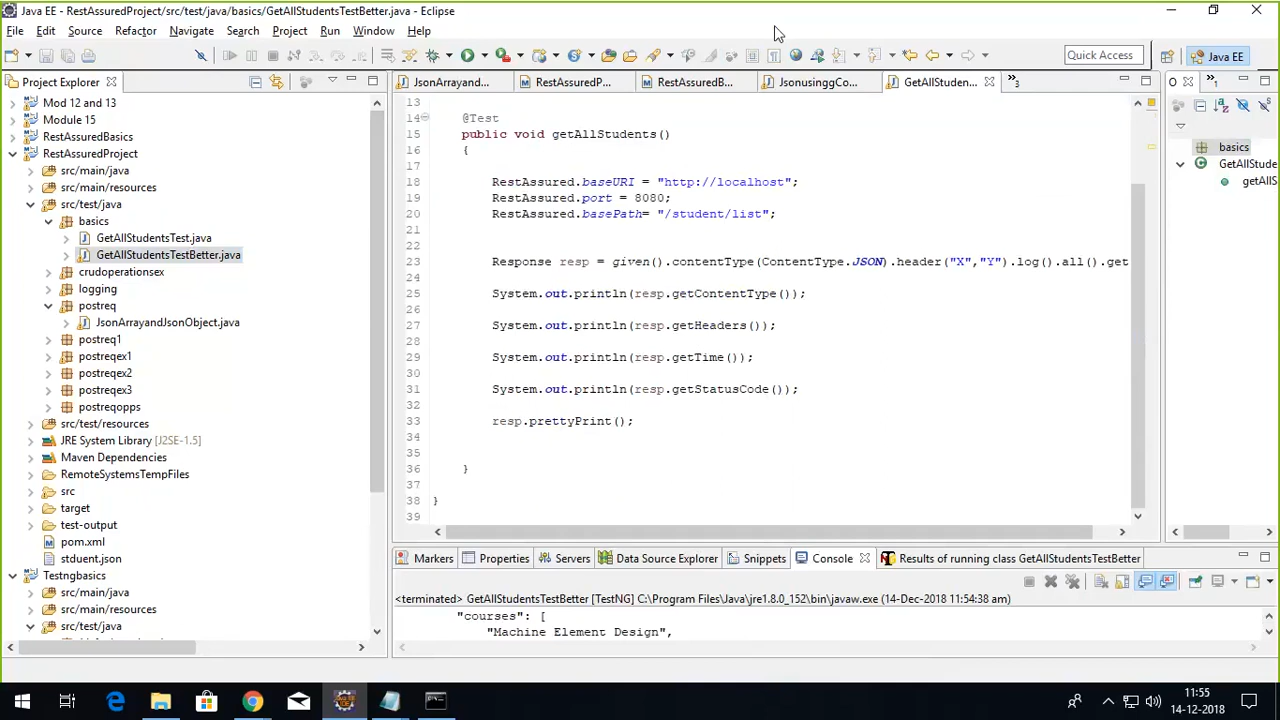 Java EE - RestAssuredProject/src/test/java/basics/GetAllStudentsTestBetter.java - Eclipse
File Edit Source Refactor Navigate Search Project Run Window Help
Quick Access
Java EE
Project Explorer
Mod 12 and 13
Module 15
RestAssuredBasics
RestAssuredProject
src/main/java
src/main/resources
src/test/java
basics
GetAllStudentsTest.java
GetAllStudentsTestBetter.java
crudoperationsex
logging
postreq
JsonArrayandJsonObject.java
postreq1
postreqex1
postreqex2
postreqex3
postreqopps
src/test/resources
JRE System Library [J2SE-1.5]
Maven Dependencies
RemoteSystemsTempFiles
src
target
test-output
pom.xml
stduent.json
Testngbasics
src/main/java
src/main/resources
src/test/java
JsonArrayand... RestAssuredP... RestAssuredB... JsonusinggCo... GetAllStuden... »3
13
14 @Test
15 public void getAllStudents()
16 {
17
18 RestAssured.baseURI = "http://localhost";
19 RestAssured.port = 8080;
20 RestAssured.basePath= "/student/list";
21
22
23 Response resp = given().contentType(ContentType.JSON).header("X","Y").log().all().get
24
25 System.out.println(resp.getContentType());
26
27 System.out.println(resp.getHeaders());
28
29 System.out.println(resp.getTime());
30
31 System.out.println(resp.getStatusCode());
32
33 resp.prettyPrint();
34
35
36 }
37
38 }
39
O »1
basics
GetAllStude
getAllS
Markers Properties Servers Data Source Explorer Snippets Console Results of running class GetAllStudentsTestBetter
<terminated> GetAllStudentsTestBetter [TestNG] C:\Program Files\Java\jre1.8.0_152\bin\javaw.exe (14-Dec-2018 11:54:38 am)
"courses": [
"Machine Element Design",
11:55
14-12-2018